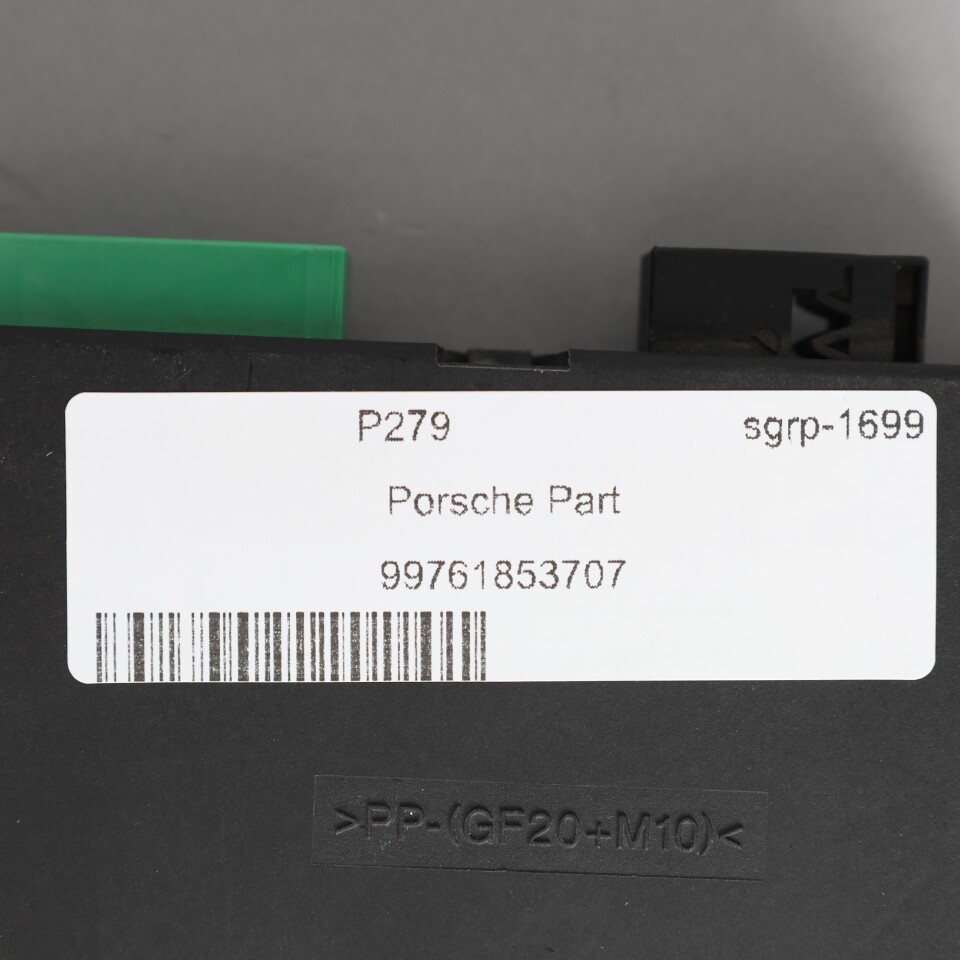 P279 sgrp-1699
Porsche Part
99761853707
>PP-(GF20+M10)<